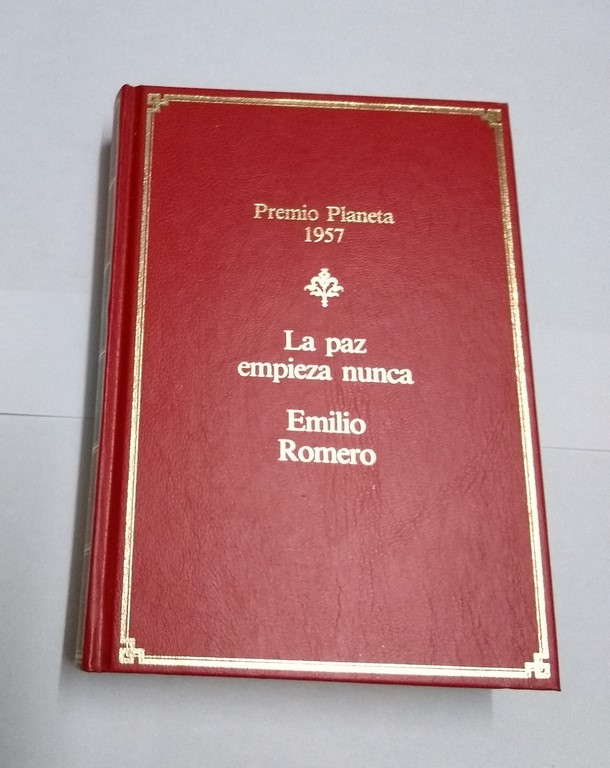 Premio Planeta
1957
La paz
empieza nunca
Emilio
Romero